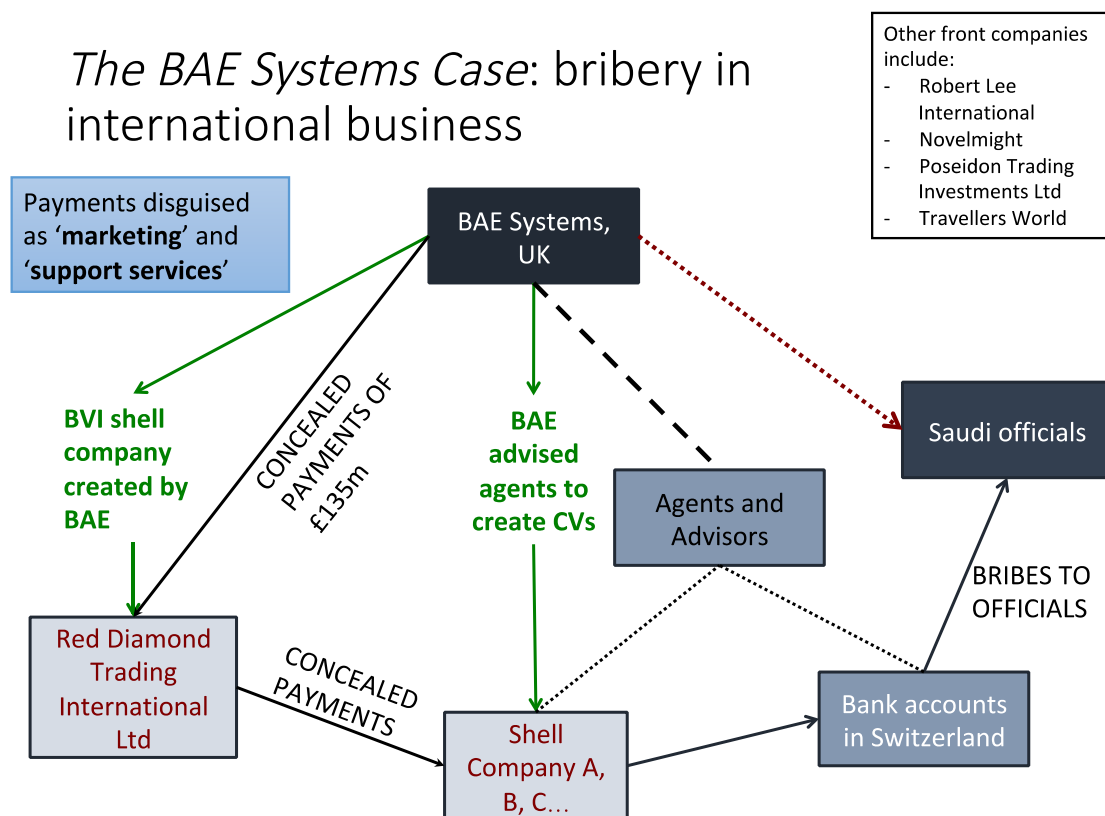 The BAE Systems Case: bribery in
international business
Other front companies
include:
- Robert Lee
International
- Novelmight
- Poseidon Trading
Investments Ltd
- Travellers World
Payments disguised
as ‘marketing’ and
‘support services’
BAE Systems,
UK
BVI shell
company
created by
BAE
CONCEALED
PAYMENTS OF
£135m
BAE
advised
agents to
create CVs
Agents and
Advisors
Saudi officials
BRIBES TO
OFFICIALS
Red Diamond
Trading
International
Ltd
CONCEALED
PAYMENTS
Shell
Company A,
B, C…
Bank accounts
in Switzerland